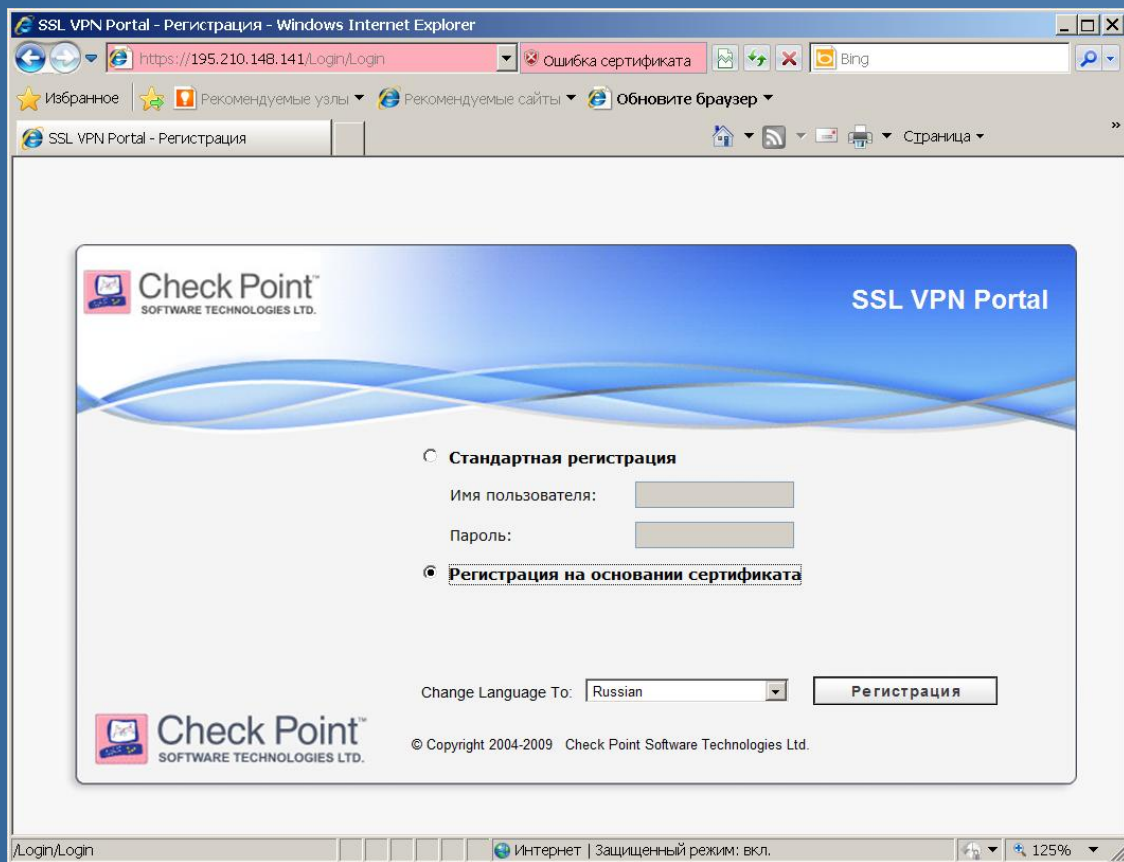 SSL VPN Portal - Регистрация - Windows Internet Explorer
https://195.210.148.141/Login/Login Ошибка сертификата Bing
Избранное Рекомендуемые узлы Рекомендуемые сайты Обновите браузер
SSL VPN Portal - Регистрация Страница »
Check Point™
SOFTWARE TECHNOLOGIES LTD.
SSL VPN Portal
Стандартная регистрация
Имя пользователя:
Пароль:
Регистрация на основании сертификата
Change Language To: Russian Регистрация
Check Point™
SOFTWARE TECHNOLOGIES LTD.
© Copyright 2004-2009 Check Point Software Technologies Ltd.
/Login/Login Интернет | Защищенный режим: вкл. 125%